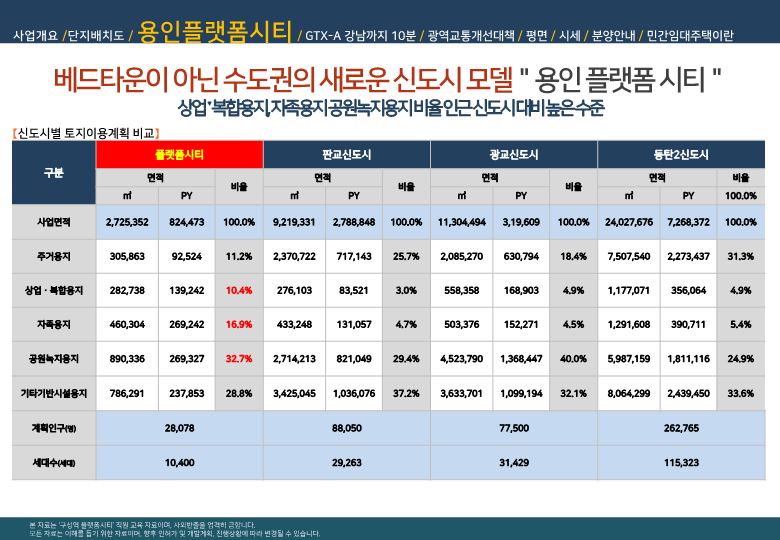 사업개요 /단지배치도 / 용인플랫폼시티 / GTX-A 강남까지 10분 / 광역교통개선대책 / 평면 / 시세 / 분양안내 / 민간임대주택이란
베드타운이 아닌 수도권의 새로운 신도시 모델 " 용인 플랫폼 시티 "
상업·복합용지,자족용지,공원녹지용지 비율 인근 신도시 대비 높은 수준
【신도시별 토지이용계획 비교】
구분 플랫폼시티 판교신도시 광교신도시 동탄2신도시
면적 비율 면적 비율 면적 비율 면적 비율
㎡ PY ㎡ PY ㎡ PY ㎡ PY 100.0%
사업면적 2,725,352 824,473 100.0% 9,219,331 2,788,848 100.0% 11,304,494 3,19,609 100.0% 24,027,676 7,268,372 100.0%
주거용지 305,863 92,524 11.2% 2,370,722 717,143 25.7% 2,085,270 630,794 18.4% 7,507,540 2,273,437 31.3%
상업·복합용지 282,738 139,242 10.4% 276,103 83,521 3.0% 558,358 168,903 4.9% 1,177,071 356,064 4.9%
자족용지 460,304 269,242 16.9% 433,248 131,057 4.7% 503,376 152,271 4.5% 1,291,608 390,711 5.4%
공원녹지용지 890,336 269,327 32.7% 2,714,213 821,049 29.4% 4,523,790 1,368,447 40.0% 5,987,159 1,811,116 24.9%
기타기반시설용지 786,291 237,853 28.8% 3,425,045 1,036,076 37.2% 3,633,701 1,099,194 32.1% 8,064,299 2,439,450 33.6%
계획인구(명) 28,078 88,050 77,500 262,765
세대수(세대) 10,400 29,263 31,429 115,323
본 자료는 '구성역 플랫폼시티' 직원 교육 자료이며, 사외반출을 엄격히 금합니다.
모든 자료는 이해를 돕기 위한 자료이며, 향후 인허가 및 개발계획, 진행상황에 따라 변경될 수 있습니다.